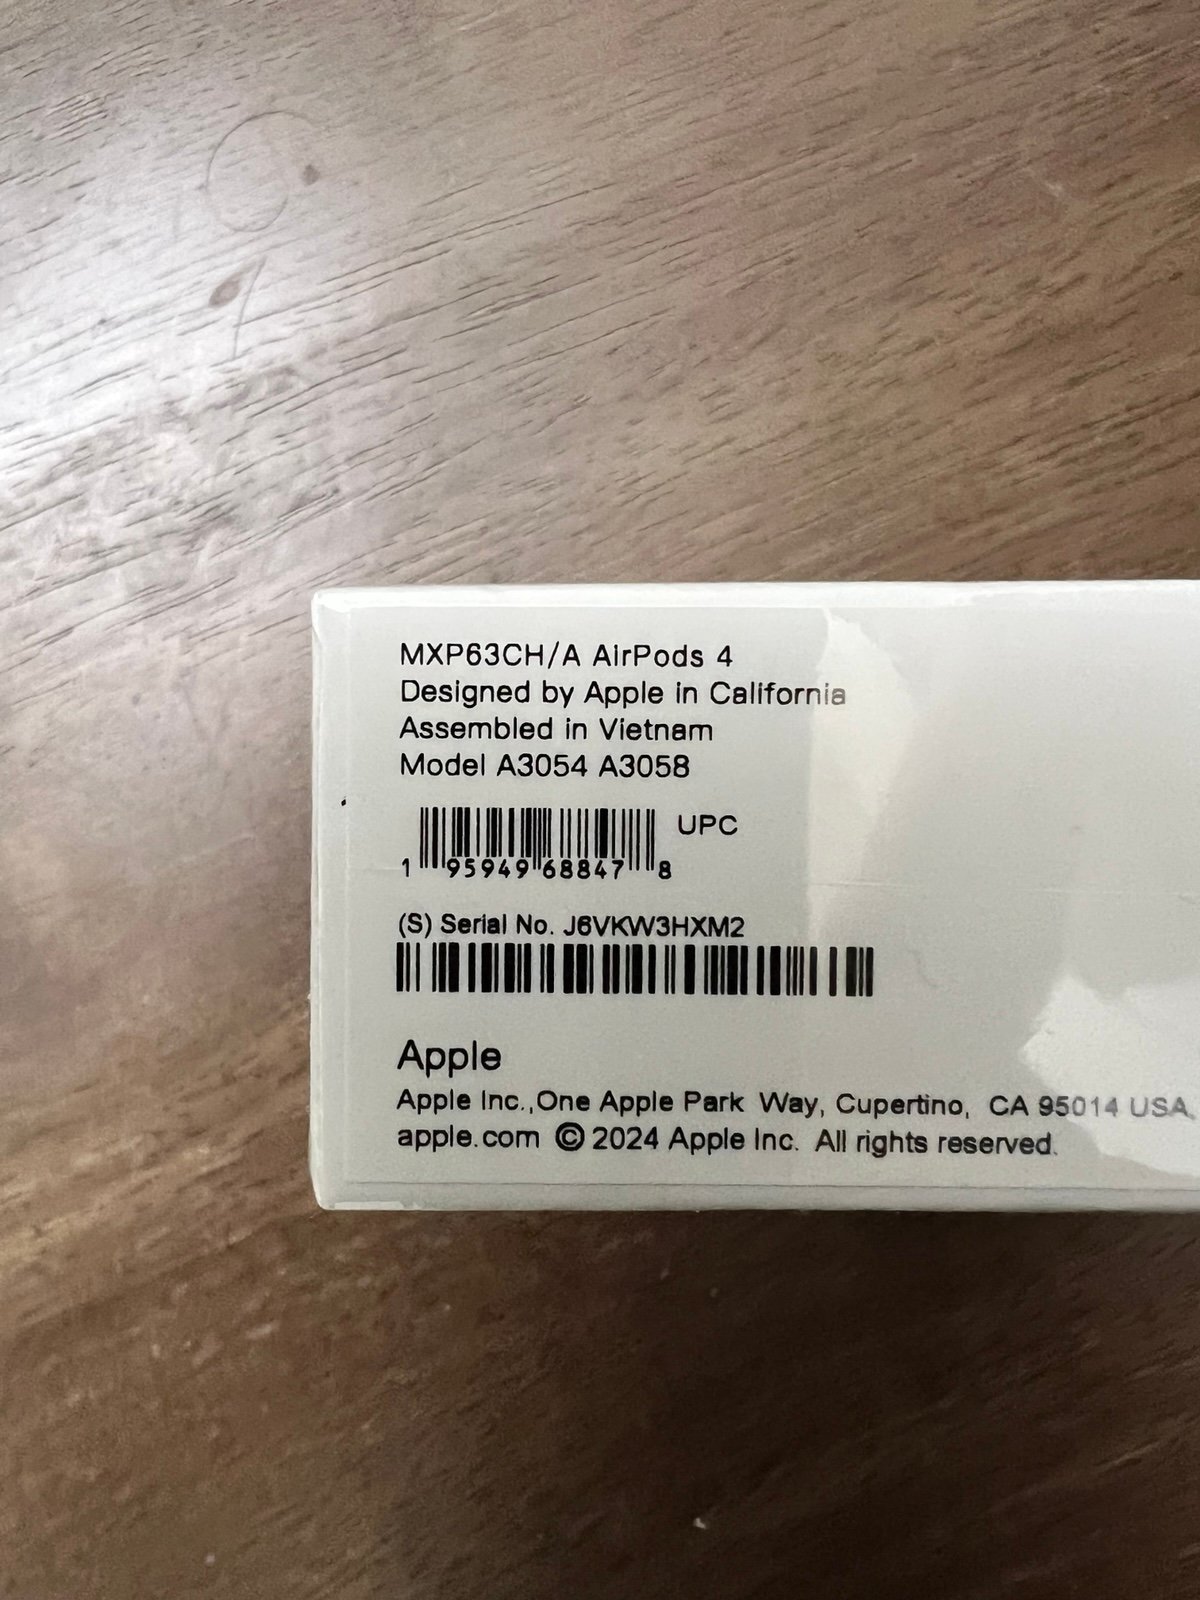 MXP63CH/A AirPods 4
Designed by Apple in California
Assembled in Vietnam
Model A3054 A3058
UPC
1 95949 68847 8
(S) Serial No. J6VKW3HXM2
Apple
Apple Inc.,One Apple Park Way, Cupertino, CA 95014 USA.
apple.com © 2024 Apple Inc. All rights reserved.